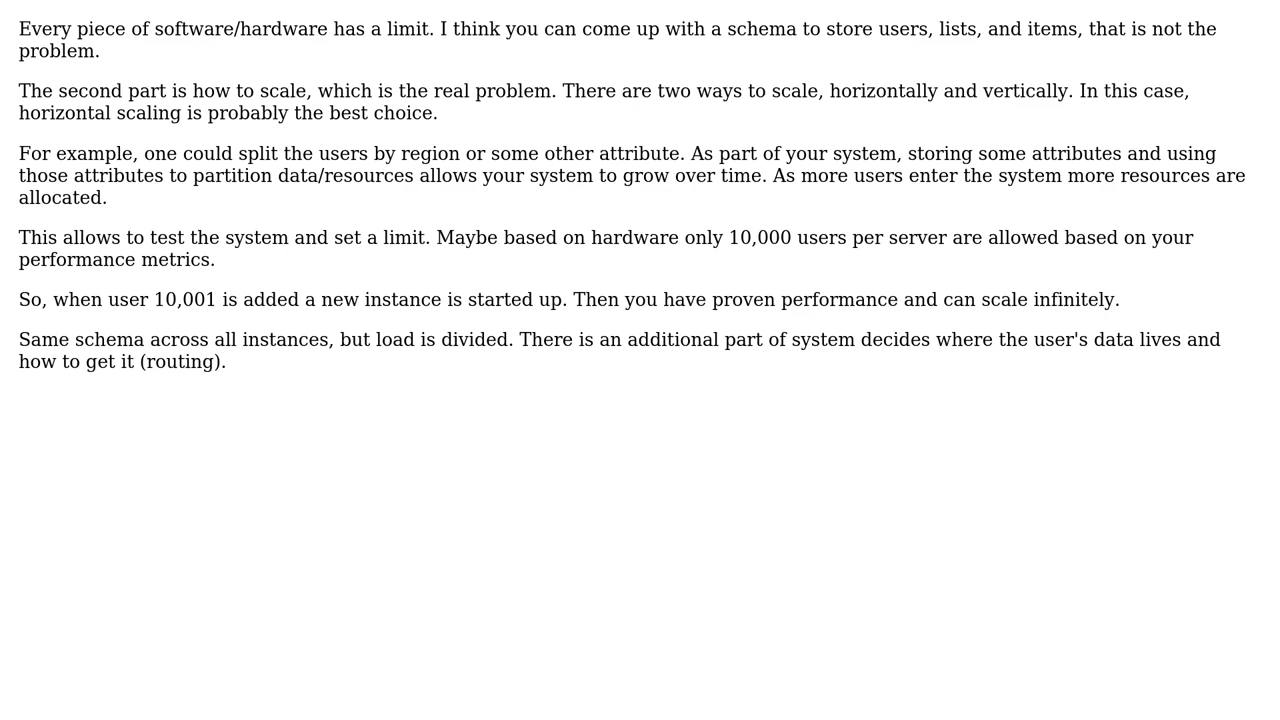 Every piece of software/hardware has a limit. I think you can come up with a schema to store users, lists, and items, that is not the
problem.
The second part is how to scale, which is the real problem. There are two ways to scale, horizontally and vertically. In this case,
horizontal scaling is probably the best choice.
For example, one could split the users by region or some other attribute. As part of your system, storing some attributes and using
those attributes to partition data/resources allows your system to grow over time. As more users enter the system more resources are
allocated.
This allows to test the system and set a limit. Maybe based on hardware only 10,000 users per server are allowed based on your
performance metrics.
So, when user 10,001 is added a new instance is started up. Then you have proven performance and can scale infinitely.
Same schema across all instances, but load is divided. There is an additional part of system decides where the user's data lives and
how to get it (routing).